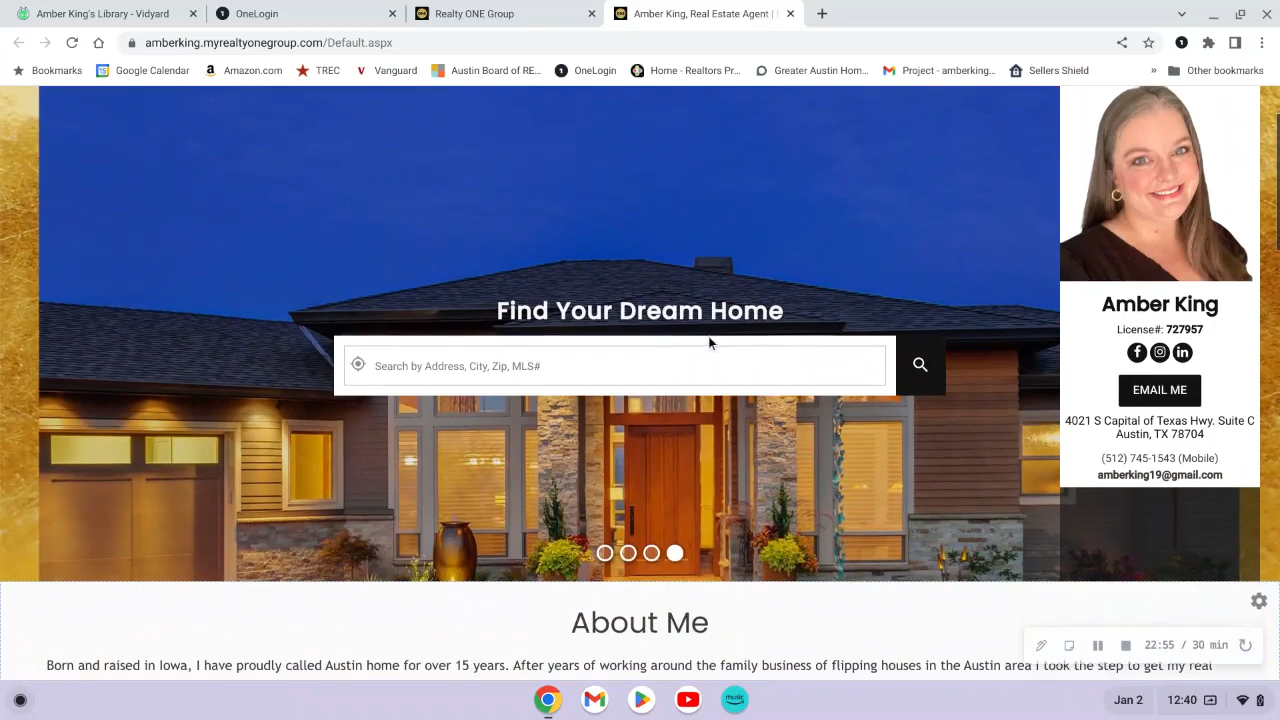 Amber King's Library - Vidyard
OneLogin
Realty ONE Group
Amber King, Real Estate Agent |
amberking.myrealtyonegroup.com/Default.aspx
Bookmarks
Google Calendar
Amazon.com
TREC
Vanguard
Austin Board of RE...
OneLogin
Home - Realtors Pr...
Greater Austin Hom...
Project - amberking...
Sellers Shield
»
Other bookmarks
Find Your Dream Home
Search by Address, City, Zip, MLS#
Amber King
License#: 727957
EMAIL ME
4021 S Capital of Texas Hwy. Suite C
Austin, TX 78704
(512) 745-1543 (Mobile)
amberking19@gmail.com
About Me
Born and raised in Iowa, I have proudly called Austin home for over 15 years. After years of working around the family business of flipping houses in the Austin area I took the step to get my real
22:55 / 30 min
music
Jan 2
12:40